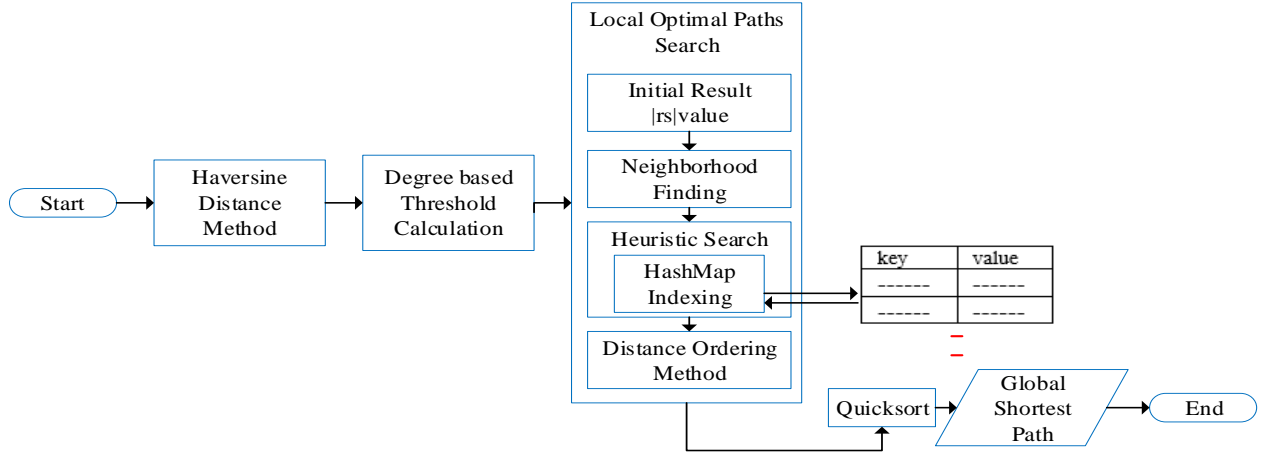 Start
Haversine
Distance
Method
Degree based
Threshold
Calculation
Local Optimal Paths
Search
Initial Result
|rs|value
Neighborhood
Finding
Heuristic Search
HashMap
Indexing
key value
------ ------
------ ------
Distance Ordering
Method
Quicksort
Global
Shortest
Path
End